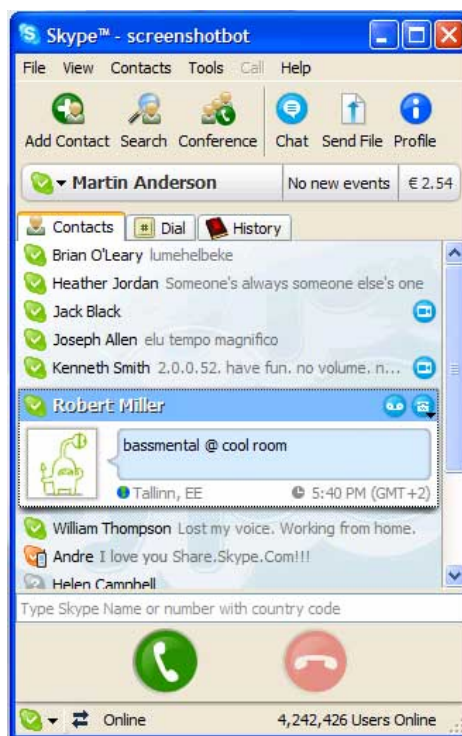 Skype™ - screenshotbot
File View Contacts Tools Call Help
Add Contact Search Conference Chat Send File Profile
Martin Anderson No new events € 2.54
Contacts Dial History
Brian O'Leary lumehelbeke
Heather Jordan Someone's always someone else's one
Jack Black
Joseph Allen elu tempo magnifico
Kenneth Smith 2.0.0.52. have fun. no volume. n...
Robert Miller
bassmental @ cool room
Tallinn, EE 5:40 PM (GMT+2)
William Thompson Lost my voice. Working from home.
Andre I love you Share.Skype.Com!!!
Helen Campbell
Type Skype Name or number with country code
Online 4,242,426 Users Online